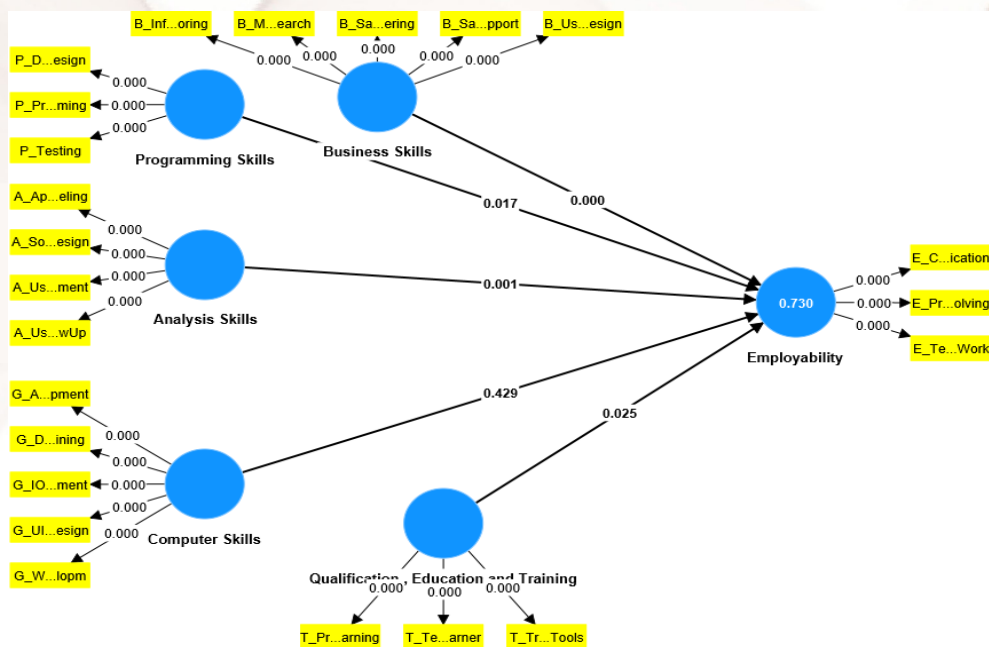 B_Inf...oring
B_M...earch
B_Sa...ering
B_Sa...pport
B_Us...esign
0.000
0.000
0.000
0.000
0.000
Business Skills
P_D...esign
P_Pr...ming
P_Testing
0.000
0.000
0.000
Programming Skills
0.017
0.000
A_Ap...eling
A_So...esign
A_Us...ment
A_Us...wUp
0.000
0.000
0.000
0.000
Analysis Skills
0.001
0.730
Employability
0.000
0.000
0.000
E_C...ication
E_Pr...olving
E_Te...Work
G_A...pment
G_D...ining
G_IO...ment
G_UI...esign
G_W...lopm
0.000
0.000
0.000
0.000
0.000
Computer Skills
0.429
0.025
Qualification , Education and Training
0.000
0.000
0.000
T_Pr...arning
T_Te...arner
T_Tr...Tools